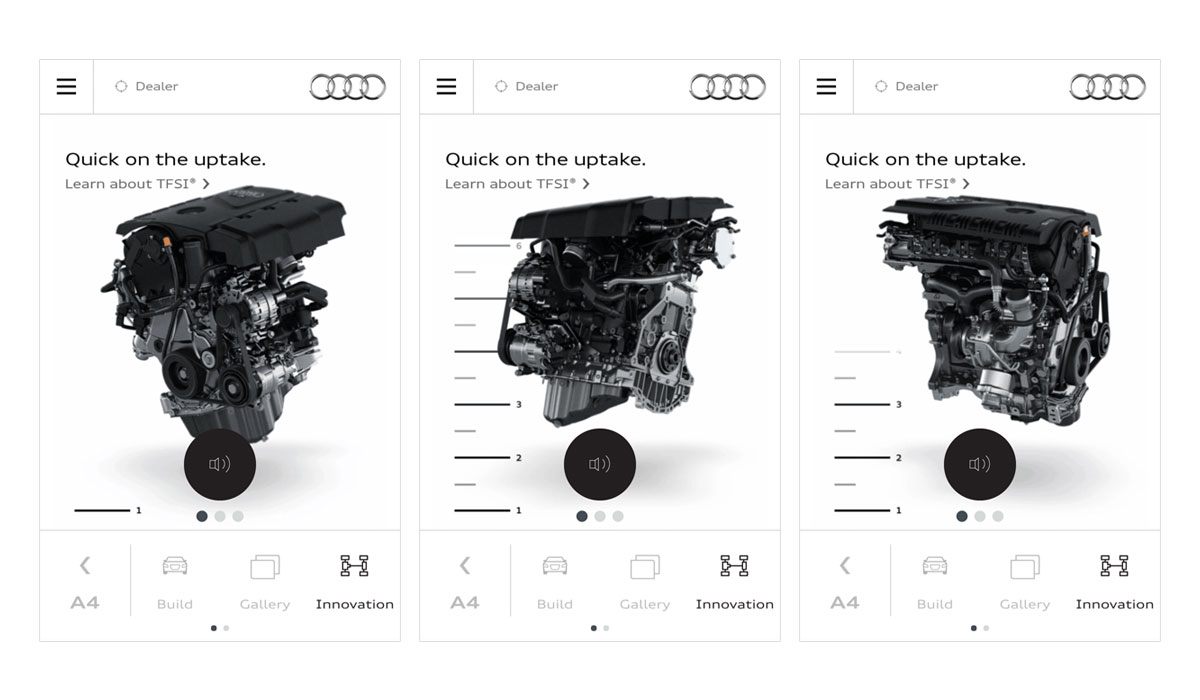 Dealer
Quick on the uptake.
Learn about TFSI®
1
A4
Build
Gallery
Innovation
Dealer
Quick on the uptake.
Learn about TFSI®
6
3
2
1
A4
Build
Gallery
Innovation
Dealer
Quick on the uptake.
Learn about TFSI®
3
2
1
A4
Build
Gallery
Innovation